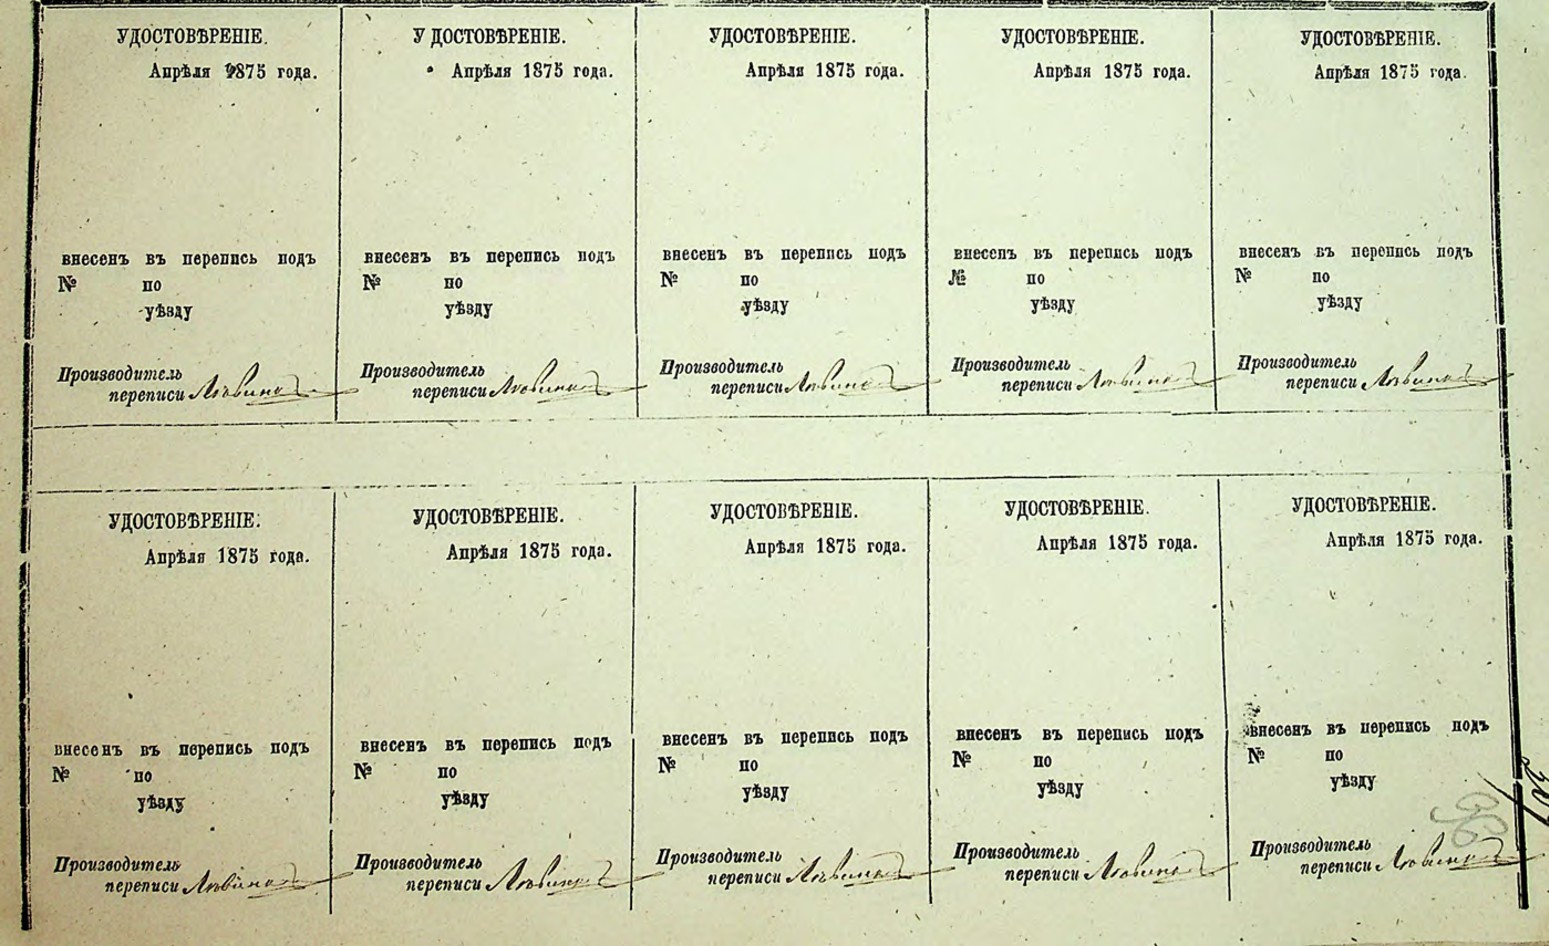 УДОСТОВѢРЕНІЕ.
Апрѣля 1875 года.
внесенъ въ перепись подъ
№ по
уѣзду
Производитель
переписи
УДОСТОВѢРЕНІЕ.
Апрѣля 1875 года.
внесенъ въ перепись подъ
№ по
уѣзду
Производитель
переписи
УДОСТОВѢРЕНІЕ.
Апрѣля 1875 года.
внесенъ въ перепись подъ
№ по
уѣзду
Производитель
переписи
УДОСТОВѢРЕНІЕ.
Апрѣля 1875 года.
внесенъ въ перепись подъ
№ по
уѣзду
Производитель
переписи
УДОСТОВѢРЕНІЕ.
Апрѣля 1875 года.
внесенъ въ перепись подъ
№ по
уѣзду
Производитель
переписи
УДОСТОВѢРЕНІЕ.
Апрѣля 1875 года.
внесенъ въ перепись подъ
№ по
уѣзду
Производитель
переписи
УДОСТОВѢРЕНІЕ.
Апрѣля 1875 года.
внесенъ въ перепись подъ
№ по
уѣзду
Производитель
переписи
УДОСТОВѢРЕНІЕ.
Апрѣля 1875 года.
внесенъ въ перепись подъ
№ по
уѣзду
Производитель
переписи
УДОСТОВѢРЕНІЕ.
Апрѣля 1875 года.
внесенъ въ перепись подъ
№ по
уѣзду
Производитель
переписи
УДОСТОВѢРЕНІЕ.
Апрѣля 1875 года.
внесенъ въ перепись подъ
№ по
уѣзду
Производитель
переписи